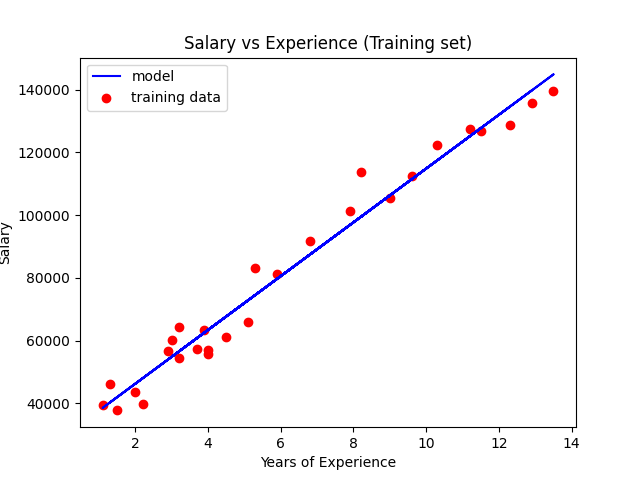 Salary vs Experience (Training set)
model
training data
140000
120000
100000
80000
60000
40000
Salary
2 4 6 8 10 12 14
Years of Experience